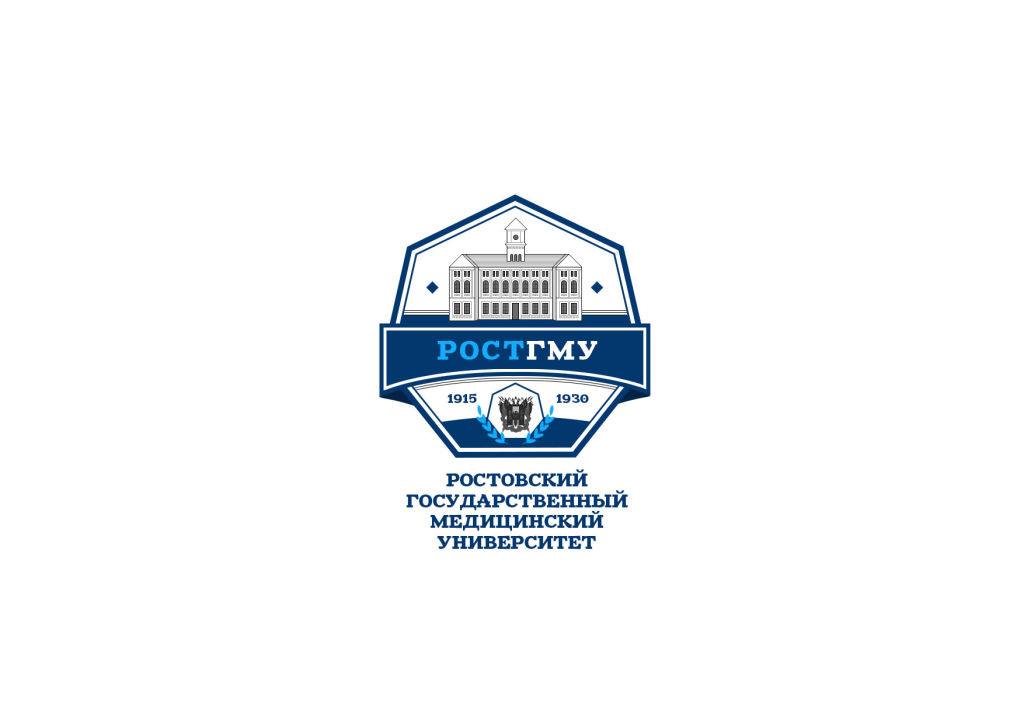 РОСТГМУ
1915 1930
РОСТОВСКИЙ
ГОСУДАРСТВЕННЫЙ
МЕДИЦИНСКИЙ
УНИВЕРСИТЕТ